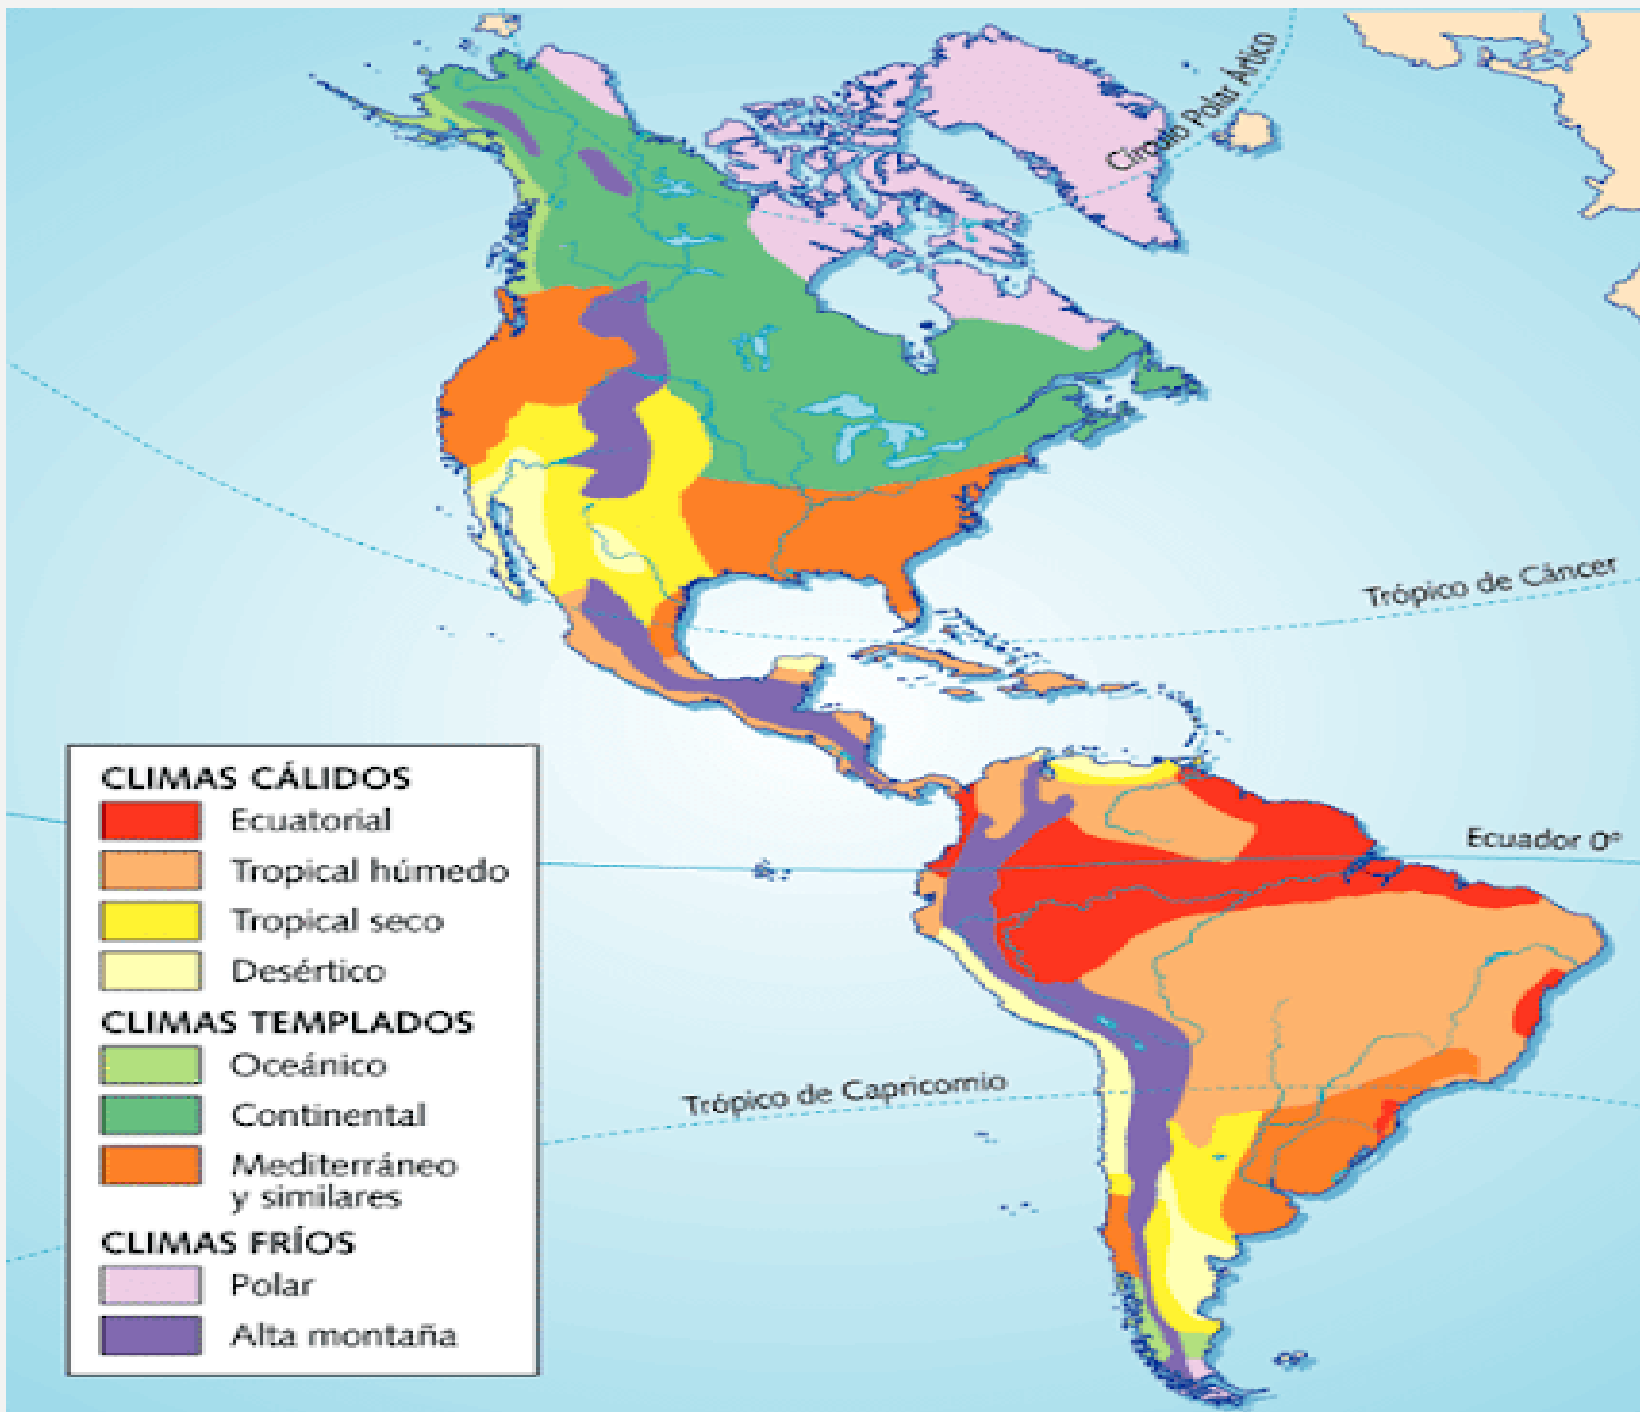 Círculo Polar Ártico
Trópico de Câncer
CLIMAS CÁLIDOS
Ecuatorial
Tropical húmedo
Tropical seco
Desértico
CLIMAS TEMPLADOS
Oceánico
Continental
Mediterráneo
y similares
CLIMAS FRÍOS
Polar
Alta montaña
Ecuador 0º
Trópico de Capricornio